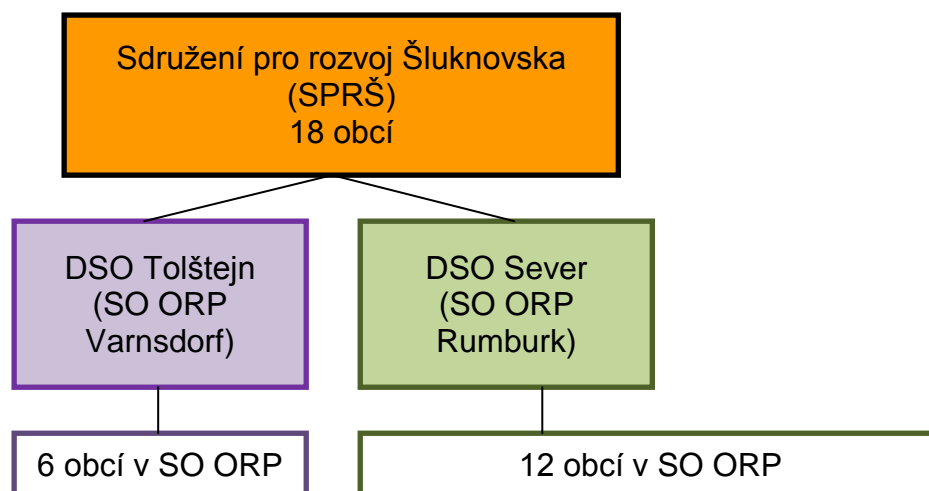 Sdružení pro rozvoj Šluknovska
(SPRŠ)
18 obcí
DSO Tolštejn
(SO ORP
Varnsdorf)
DSO Sever
(SO ORP
Rumburk)
6 obcí v SO ORP
12 obcí v SO ORP